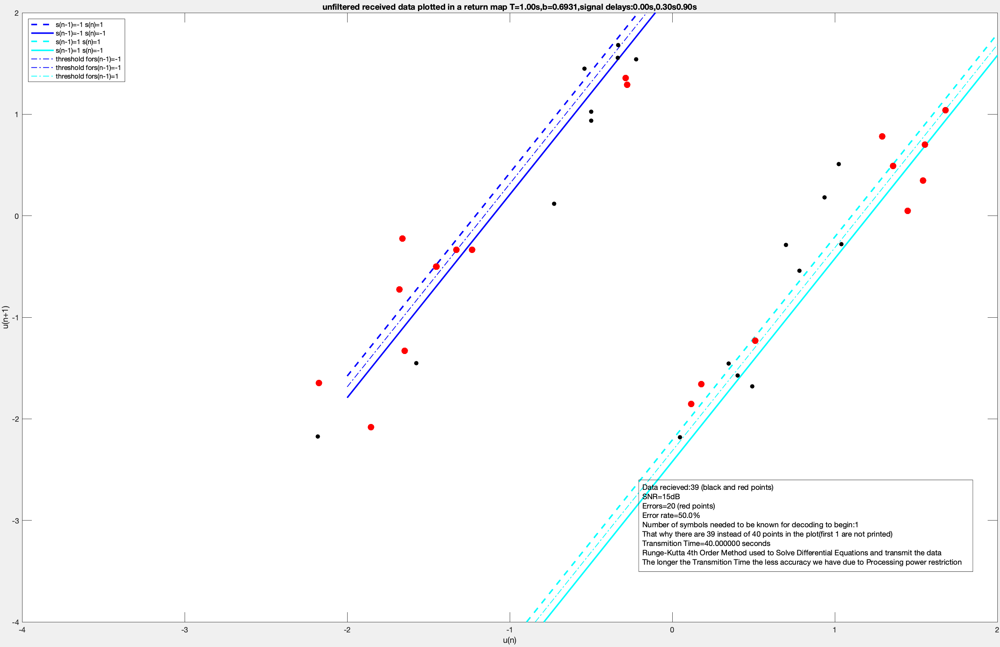 unfiltered received data plotted in a return map T=1.00s,b=0.6931,signal delays:0.00s,0.30s0.90s
s(n-1)=-1 s(n)=1
s(n-1)=-1 s(n)=-1
s(n-1)=1 s(n)=1
s(n-1)=1 s(n)=-1
threshold fors(n-1)=-1
threshold fors(n-1)=-1
threshold fors(n-1)=1
2
1
0
-1
-2
-3
-4
u(n+1)
Data recieved:39 (black and red points)
SNR=15dB
Errors=20 (red points)
Error rate=50.0%
Number of symbols needed to be known for decoding to begin:1
That why there are 39 instead of 40 points in the plot(first 1 are not printed)
Transmition Time=40.000000 seconds
Runge-Kutta 4th Order Method used to Solve Differential Equations and transmit the data
The longer the Transmition Time the less accuracy we have due to Processing power restriction
-4 -3 -2 -1 0 1 2
u(n)